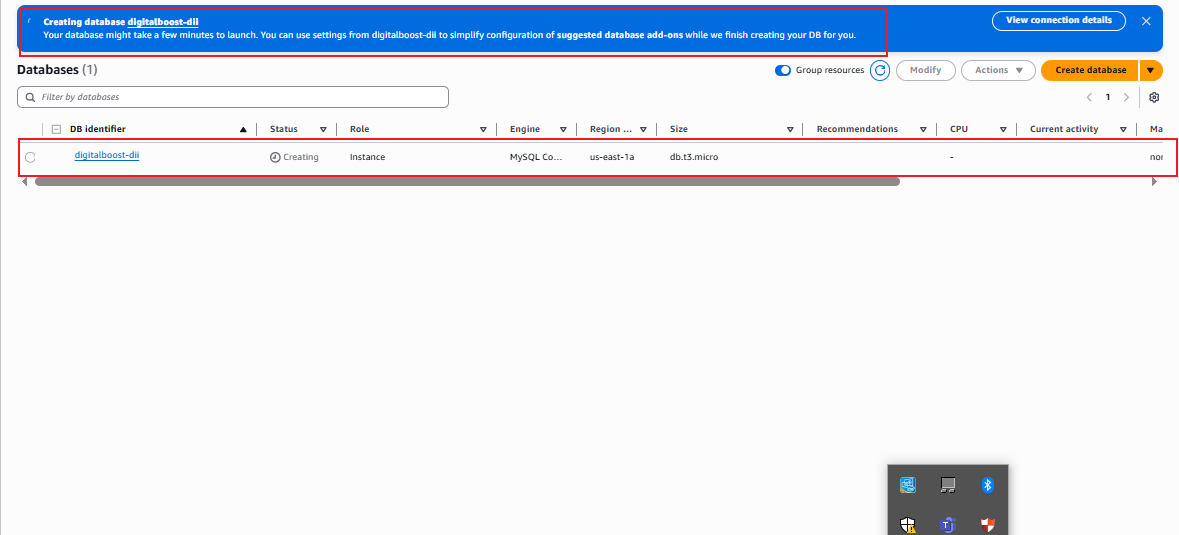 Creating database digitalboost-dii
View connection details
Your database might take a few minutes to launch. You can use settings from digitalboost-dii to simplify configuration of suggested database add-ons while we finish creating your DB for you.
Databases (1)
Group resources
Modify
Actions
Create database
Filter by databases
1
DB identifier Status Role Engine Region ... Size Recommendations CPU Current activity Ma
digitalboost-dii Creating Instance MySQL Co... us-east-1a db.t3.micro - nor